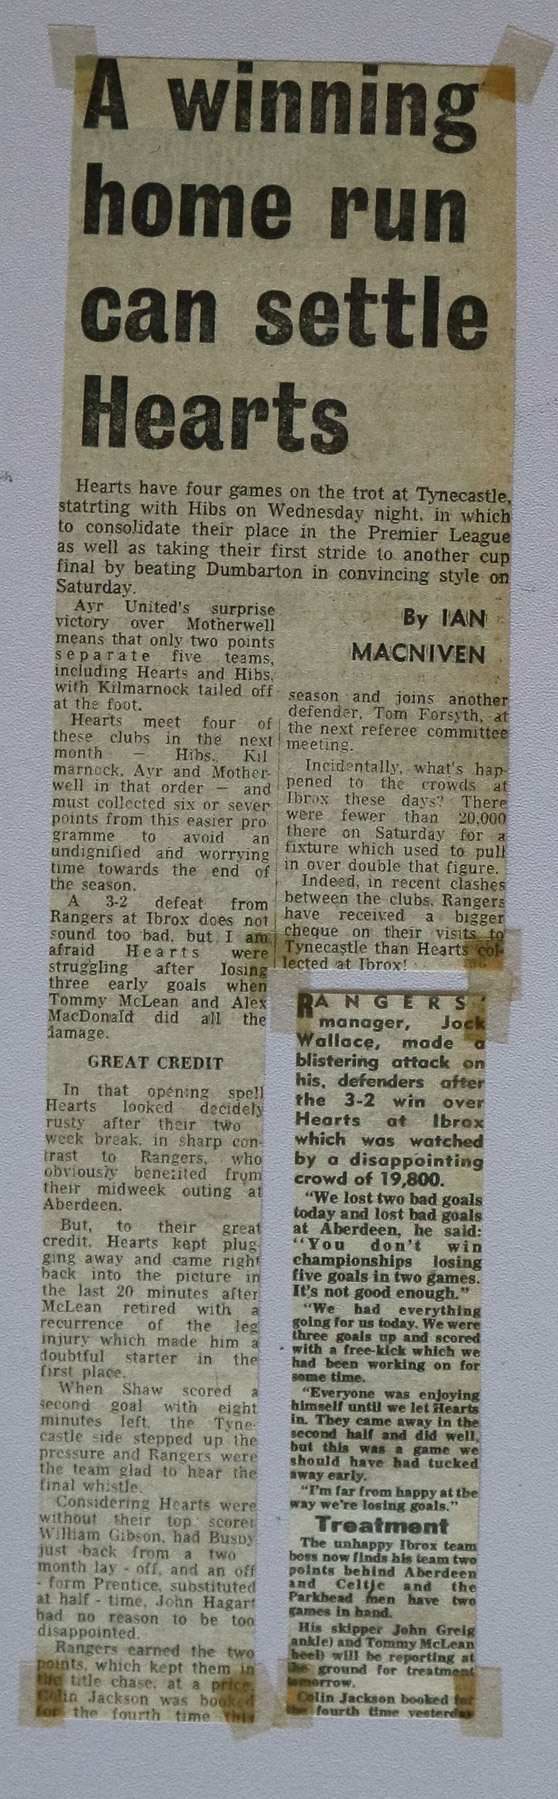 A winning
home run
can settle
Hearts
Hearts have four games on the trot at Tynecastle,
statrting with Hibs on Wednesday night, in which
to consolidate their place in the Premier League
as well as taking their first stride to another cup
final by beating Dumbarton in convincing style on
Saturday.
Ayr United's surprise
victory over Motherwell
means that only two points
separate five teams,
including Hearts and Hibs,
with Kilmarnock tailed off
at the foot.
Hearts meet four of
these clubs in the next
month — Hibs, Kil
marnock, Ayr and Mother-
well in that order — and
must collected six or sever
points from this easier pro-
gramme to avoid an
undignified and worrying
time towards the end of
the season.
A 3-2 defeat from
Rangers at Ibrox does not
sound too bad, but I am
afraid Hearts were
struggling after losing
three early goals when
Tommy McLean and Alex
MacDonald did all the
damage.
GREAT CREDIT
In that opening spell
Hearts looked decidely
rusty after their two
week break, in sharp con-
trast to Rangers, who
obviously benefited from
their midweek outing at
Aberdeen.
But, to their great
credit, Hearts kept plug-
ging away and came right
back into the picture in
the last 20 minutes after
McLean retired with a
recurrence of the leg
injury which made him a
doubtful starter in the
first place.
When Shaw scored a
second goal with eight
minutes left, the Tyne-
castle side stepped up the
pressure and Rangers were
the team glad to hear the
final whistle.
Considering Hearts were
without their top scorer
William Gibson, had Busby
just back from a two
month lay - off, and an off
- form Prentice, substituted
at half - time, John Hagart
had no reason to be too
disappointed.
Rangers earned the two
points, which kept them in
the title chase, at a price.
Colin Jackson was booked
for the fourth time this
By IAN
MACNIVEN
season and joins another
defender, Tom Forsyth, at
the next referee committee
meeting.
Incidentally, what's hap-
pened to the crowds at
Ibrox these days? There
were fewer than 20,000
there on Saturday for a
fixture which used to pull
in over double that figure.
Indeed, in recent clashes
between the clubs, Rangers
have received a bigger
cheque on their visits to
Tynecastle than Hearts col-
lected at Ibrox!
RANGERS'
manager, Jock
Wallace, made a
blistering attack on
his, defenders after
the 3-2 win over
Hearts at Ibrox
which was watched
by a disappointing
crowd of 19,800.
"We lost two bad goals
today and lost bad goals
at Aberdeen, he said:
"You don't win
championships losing
five goals in two games.
It's not good enough."
"We had everything
going for us today. We were
three goals up and scored
with a free-kick which we
had been working on for
some time.
"Everyone was enjoying
himself until we let Hearts
in. They came away in the
second half and did well,
but this was a game we
should have had tucked
away early.
"I'm far from happy at the
way we're losing goals."
Treatment
The unhappy Ibrox team
boss now finds his team two
points behind Aberdeen
and Celtic and the
Parkhead men have two
games in hand.
His skipper John Greig
ankle) and Tommy McLean
heel) will be reporting at
the ground for treatment
tomorrow.
Colin Jackson booked for
the fourth time yesterday